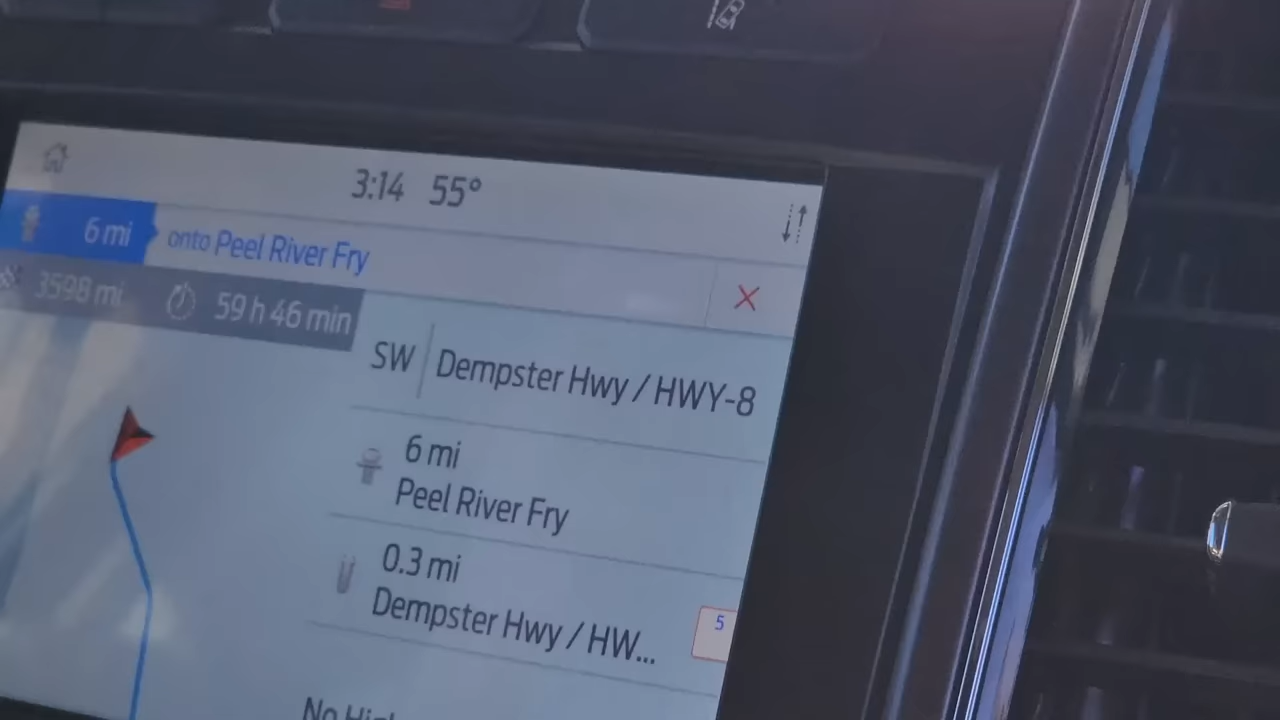 3:14 55°
6 mi onto Peel River Fry
3598 mi 59 h 46 min
SW Dempster Hwy / HWY-8
6 mi
Peel River Fry
0.3 mi
Dempster Hwy / HW...
5
No